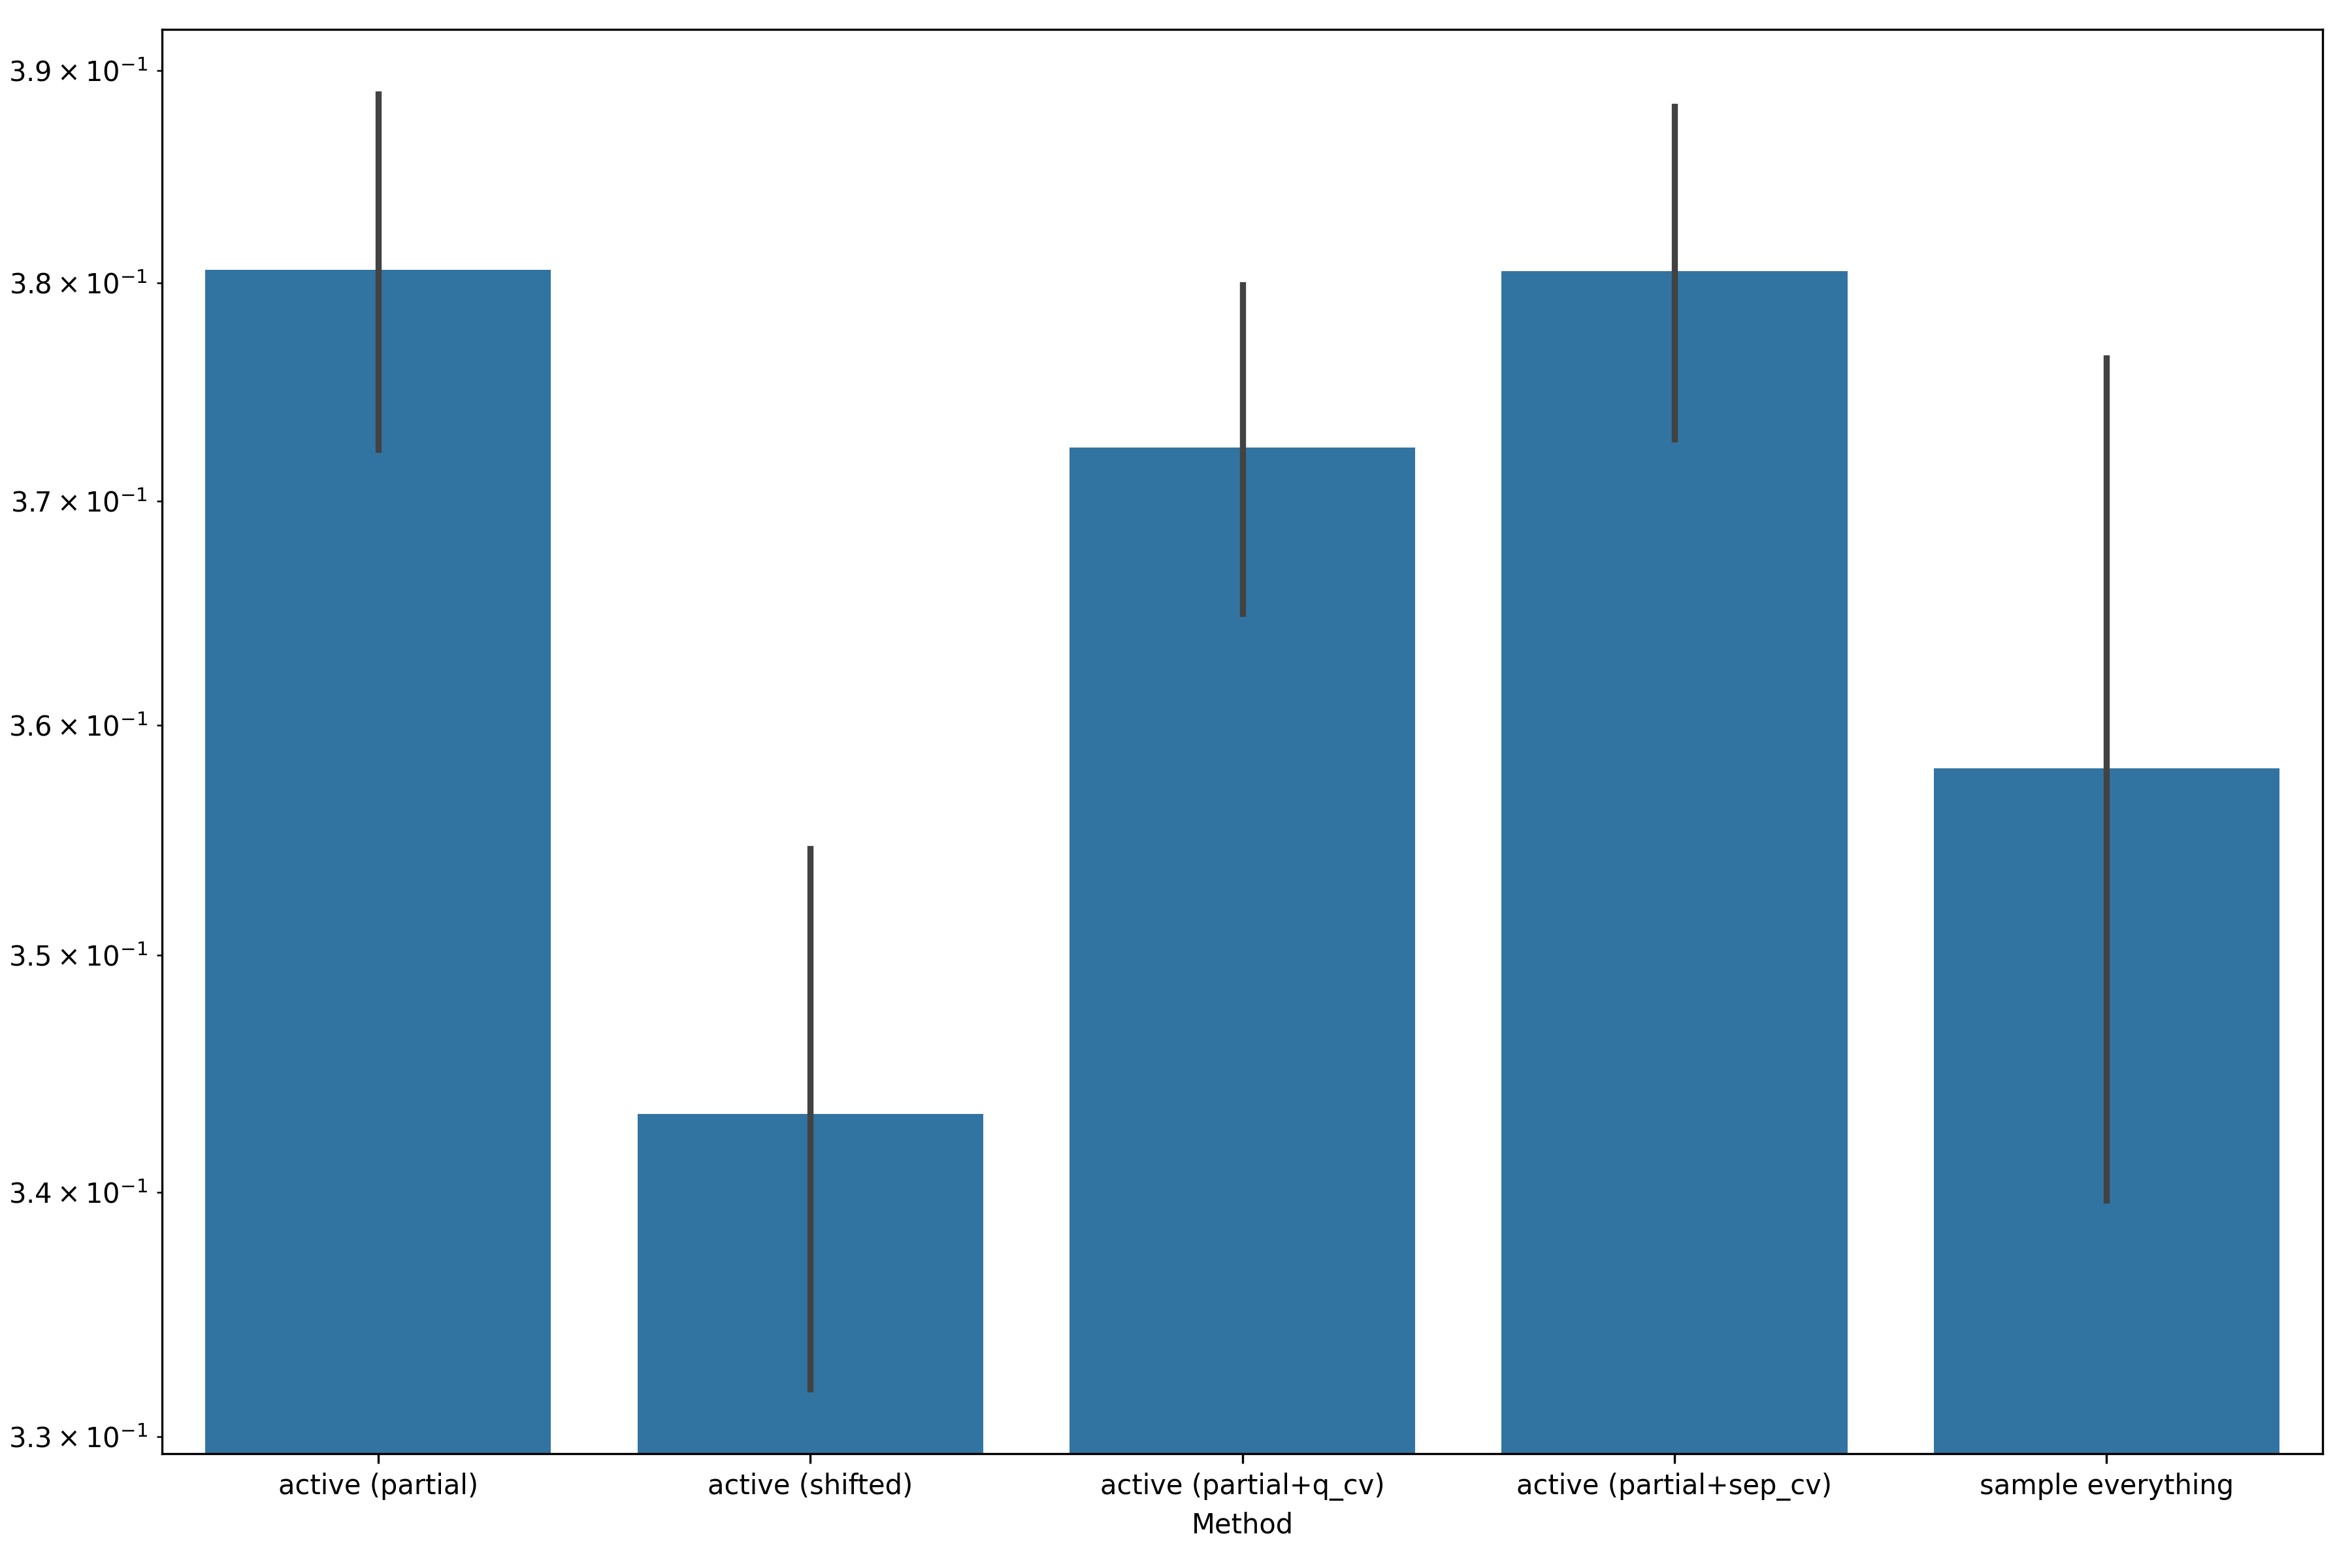 3.9 × 10⁻¹
3.8 × 10⁻¹
3.7 × 10⁻¹
3.6 × 10⁻¹
3.5 × 10⁻¹
3.4 × 10⁻¹
3.3 × 10⁻¹
active (partial) active (shifted) active (partial+q_cv) active (partial+sep_cv) sample everything
Method